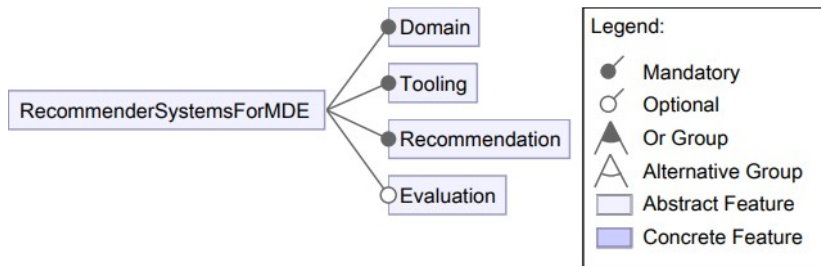 RecommenderSystemsForMDE
Domain
Tooling
Recommendation
Evaluation
Legend:
Mandatory
Optional
Or Group
Alternative Group
Abstract Feature
Concrete Feature